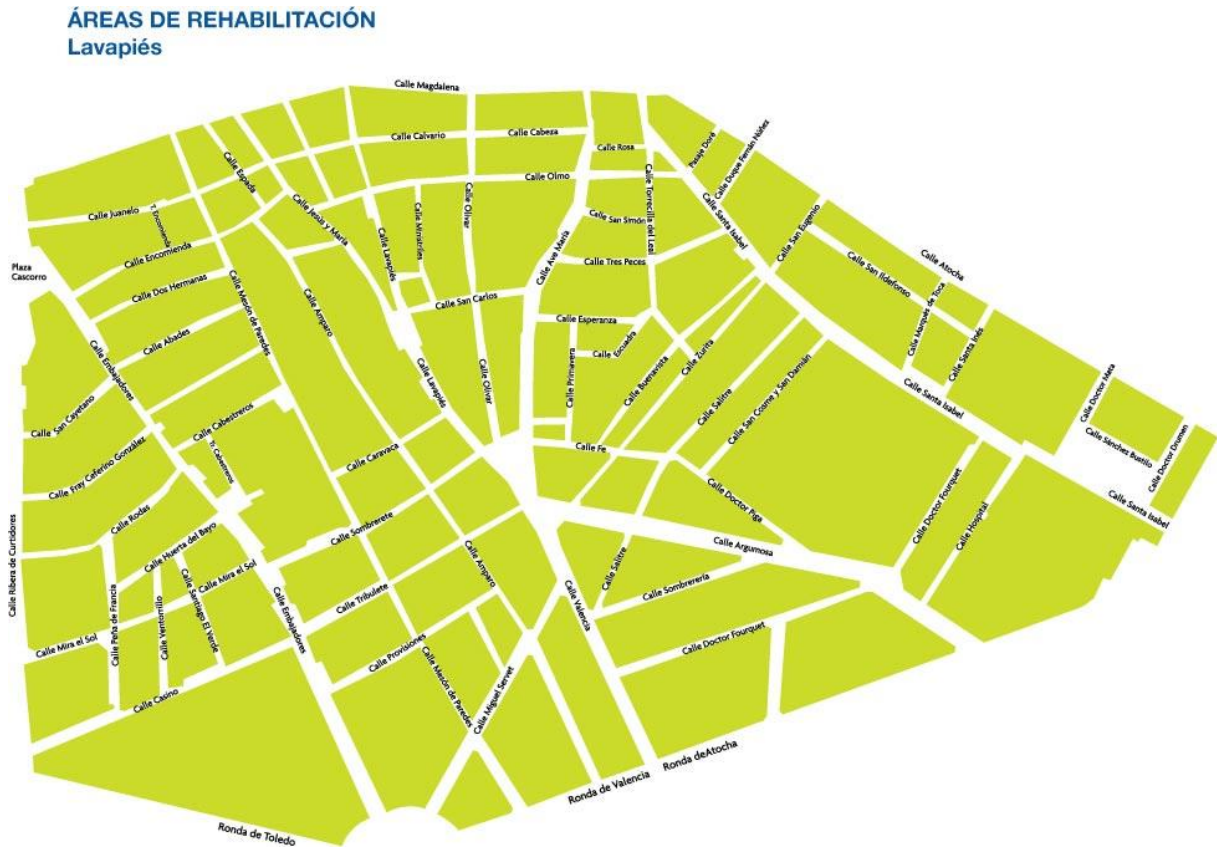 ÁREAS DE REHABILITACIÓN
Lavapiés
Calle Magdalena
Calle Calvario
Calle Cabeza
Calle Rosa
Pasaje Doré
Calle Duque Fernán Núñez
Calle Espada
Calle Olmo
Calle Torrecilla del Leal
Calle Juanelo
T. Encomienda
Calle Jesús y María
Calle Ministriles
Calle Olivar
Calle San Simón
Calle Santa Isabel
Calle San Eugenio
Calle Encomienda
Calle Lavapiés
Calle Ave María
Calle Tres Peces
Calle San Ildefonso
Calle Atocha
Plaza
Cascorro
Calle Dos Hermanas
Calle Mesón de Paredes
Calle Amparo
Calle San Carlos
Calle Marqués de Toca
Calle Santa Inés
Calle Abades
Calle Esperanza
Calle Escuadra
Calle Zurita
Calle Embajadores
Calle Lavapiés
Calle Olivar
Calle Primavera
Calle Buenavista
Calle Salitre
Calle San Cosme y San Damián
Calle Santa Isabel
Calle Doctor Mata
Calle San Cayetano
Calle Cabestreros
Calle Sánchez Bustillo
Calle Doctor Drumen
Calle Fray Ceferino González
Tr. Cabestreros
Calle Caravaca
Calle Fe
Calle Doctor Piga
Calle Doctor Fourquet
Calle Hospital
Calle Santa Isabel
Calle Rodas
Calle Huerta del Bayo
Calle Sombrerete
Calle Argumosa
Calle Ribera de Curtidores
Calle Mira el Sol
Calle Amparo
Calle Salitre
Calle Sombrerería
Calle Peña de Francia
Calle Ventorrillo
Calle Santiago El Verde
Calle Embajadores
Calle Tribulete
Calle Valencia
Calle Mira el Sol
Calle Provisiones
Calle Mesón de Paredes
Calle Miguel Servet
Calle Doctor Fourquet
Calle Casino
Ronda de Toledo
Ronda de Valencia
Ronda deAtocha